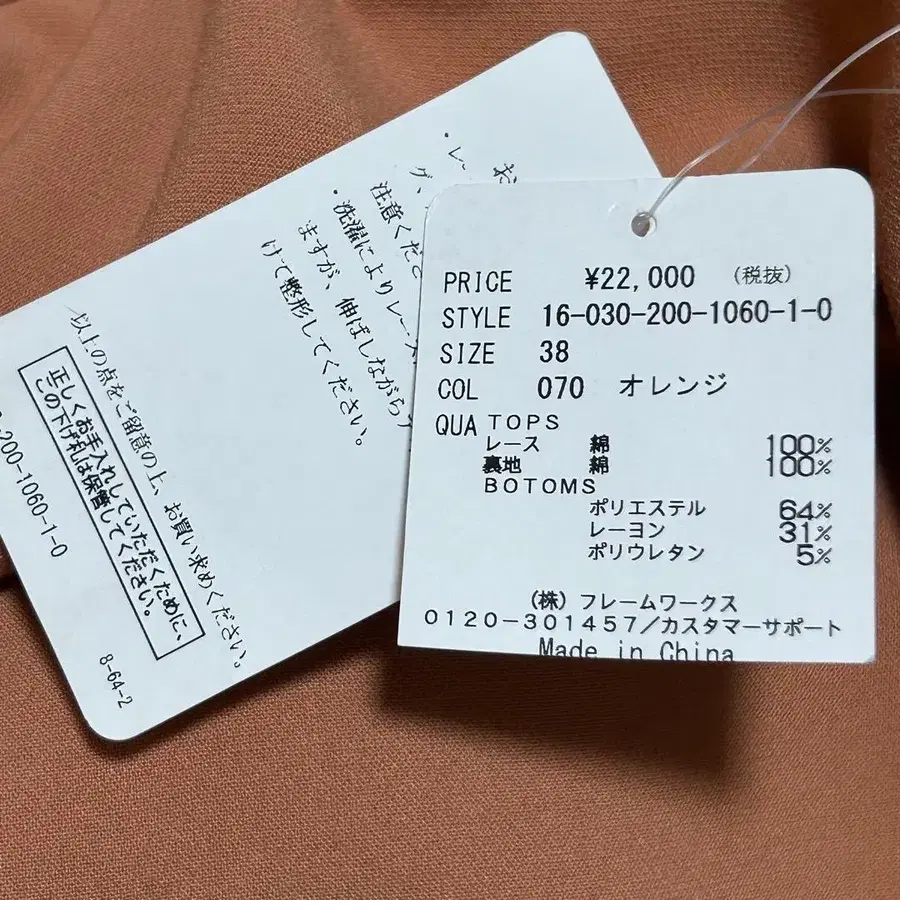 PRICE ¥22,000 (税抜)
STYLE 16-030-200-1060-1-0
SIZE 38
COL 070 オレンジ
QUA TOPS
レース 綿 100%
裏地 綿 100%
BOTOMS
ポリエステル 64%
レーヨン 31%
ポリウレタン 5%
(株) フレームワークス
0120-301457/カスタマーサポート
Made in China
お
・レー
グ、
注意くださ
・洗濯によりレー
ますが、伸ばしながら
けて整形してください。
以上の点をご留意の上、お買い求めください。
正しくお手入れしていただくために、
この下げ札は保管してください。
-200-1060-1-0
8-64-2